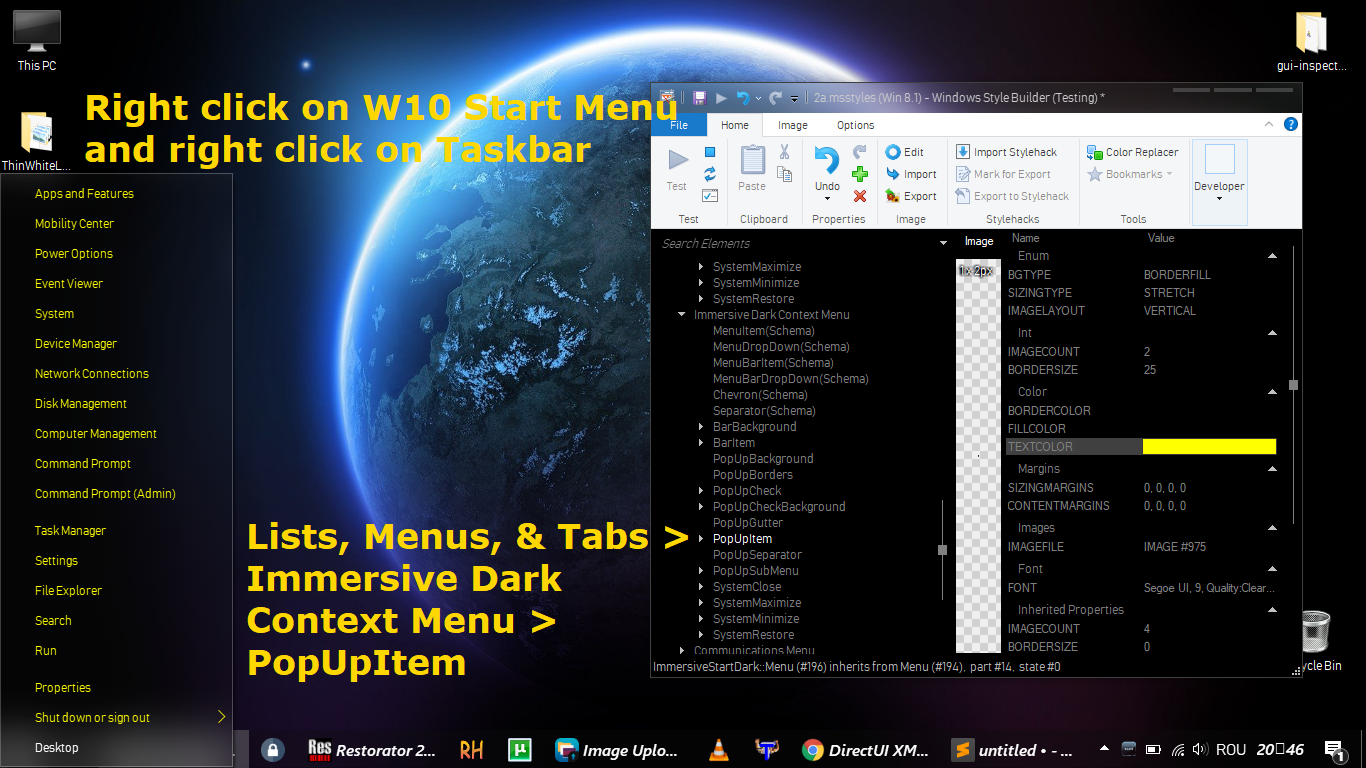 This PC
ThinWhiteL...
gui-inspect...
Right click on W10 Start Menu
and right click on Taskbar
Apps and Features
Mobility Center
Power Options
Event Viewer
System
Device Manager
Network Connections
Disk Management
Computer Management
Command Prompt
Command Prompt (Admin)
Task Manager
Settings
File Explorer
Search
Run
Properties
Shut down or sign out
Desktop
Lists, Menus, & Tabs >
Immersive Dark
Context Menu >
PopUpItem
2a.msstyles (Win 8.1) - Windows Style Builder (Testing) *
File Home Image Options
Test
Test
Paste
Clipboard
Undo
Properties
Edit
Import
Export
Image
Import Stylehack
Mark for Export
Export to Stylehack
Stylehacks
Color Replacer
Bookmarks
Tools
Developer
Search Elements
SystemMaximize
SystemMinimize
SystemRestore
Immersive Dark Context Menu
MenuItem(Schema)
MenuDropDown(Schema)
MenuBarItem(Schema)
MenuBarDropDown(Schema)
Chevron(Schema)
Separator(Schema)
BarBackground
BarItem
PopUpBackground
PopUpBorders
PopUpCheck
PopUpCheckBackground
PopUpGutter
PopUpItem
PopUpSeparator
PopUpSubMenu
SystemClose
SystemMaximize
SystemMinimize
SystemRestore
Communications Menu
Image
1x 2px
Name Value
Enum
BGTYPE BORDERFILL
SIZINGTYPE STRETCH
IMAGELAYOUT VERTICAL
Int
IMAGECOUNT 2
BORDERSIZE 25
Color
BORDERCOLOR
FILLCOLOR
TEXTCOLOR
Margins
SIZINGMARGINS 0, 0, 0, 0
CONTENTMARGINS 0, 0, 0, 0
Images
IMAGEFILE IMAGE #975
Font
FONT Segoe UI, 9, Quality:Clear...
Inherited Properties
IMAGECOUNT 4
BORDERSIZE 0
ImmersiveStartDark::Menu (#196) inherits from Menu (#194), part #14, state #0
ycle Bin
Res Restorator 2... RH µ Image Uplo... DirectUI XM... untitled • - ... ROU 20 46 1